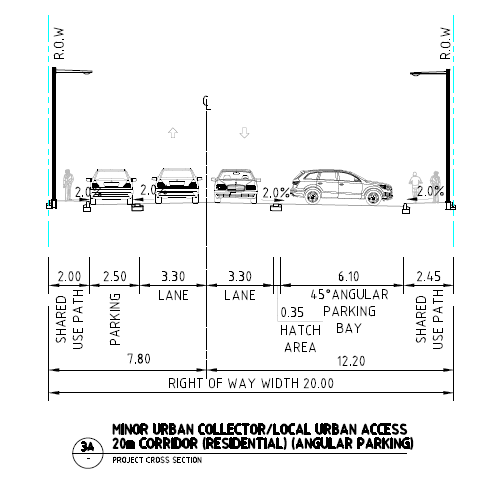 R.O.W
R.O.W
℄
2.0%
2.0
2.0%
2.0%
2.00
2.50
3.30
3.30
6.10
2.45
SHARED
USE PATH
PARKING
LANE
LANE
0.35
HATCH
AREA
45°ANGULAR
PARKING
BAY
SHARED
USE PATH
7.80
12.20
RIGHT OF WAY WIDTH 20.00
3A
-
MINOR URBAN COLLECTOR/LOCAL URBAN ACCESS
20m CORRIDOR (RESIDENTIAL) (ANGULAR PARKING)
PROJECT CROSS SECTION